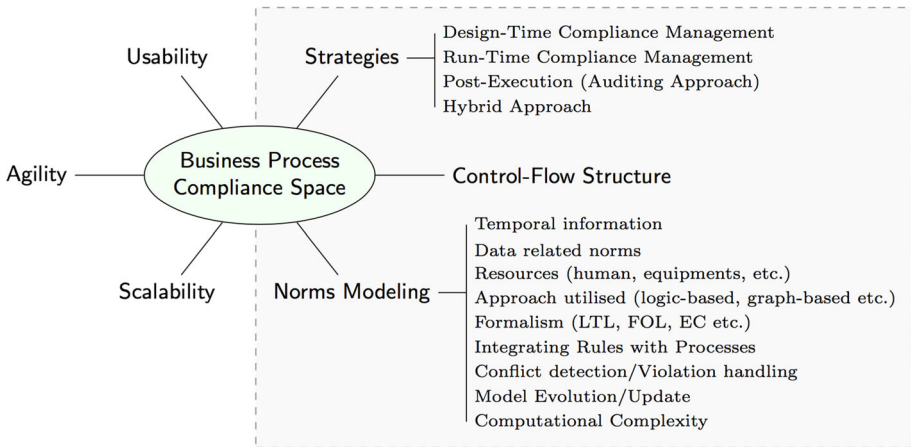 Usability
Strategies
Design-Time Compliance Management
Run-Time Compliance Management
Post-Execution (Auditing Approach)
Hybrid Approach
Agility
Business Process
Compliance Space
Control-Flow Structure
Scalability
Norms Modeling
Temporal information
Data related norms
Resources (human, equipments, etc.)
Approach utilised (logic-based, graph-based etc.)
Formalism (LTL, FOL, EC etc.)
Integrating Rules with Processes
Conflict detection/Violation handling
Model Evolution/Update
Computational Complexity